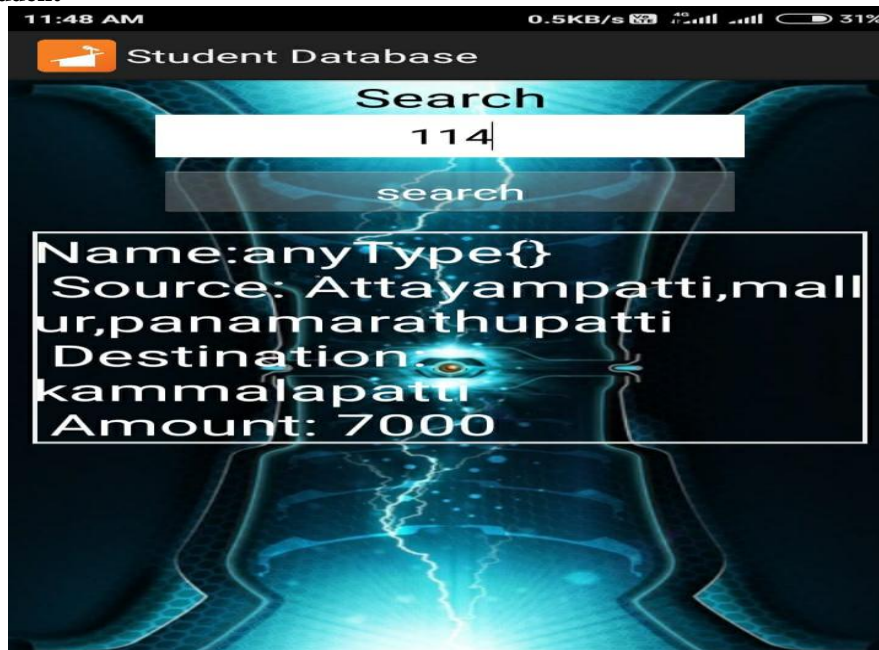 11:48 AM 0.5KB/s 4G 31%
Student Database
Search
114
search
Name:anyType{}
Source: Attayampatti,mall
ur,panamarathupatti
Destination:
kammalapatti
Amount: 7000